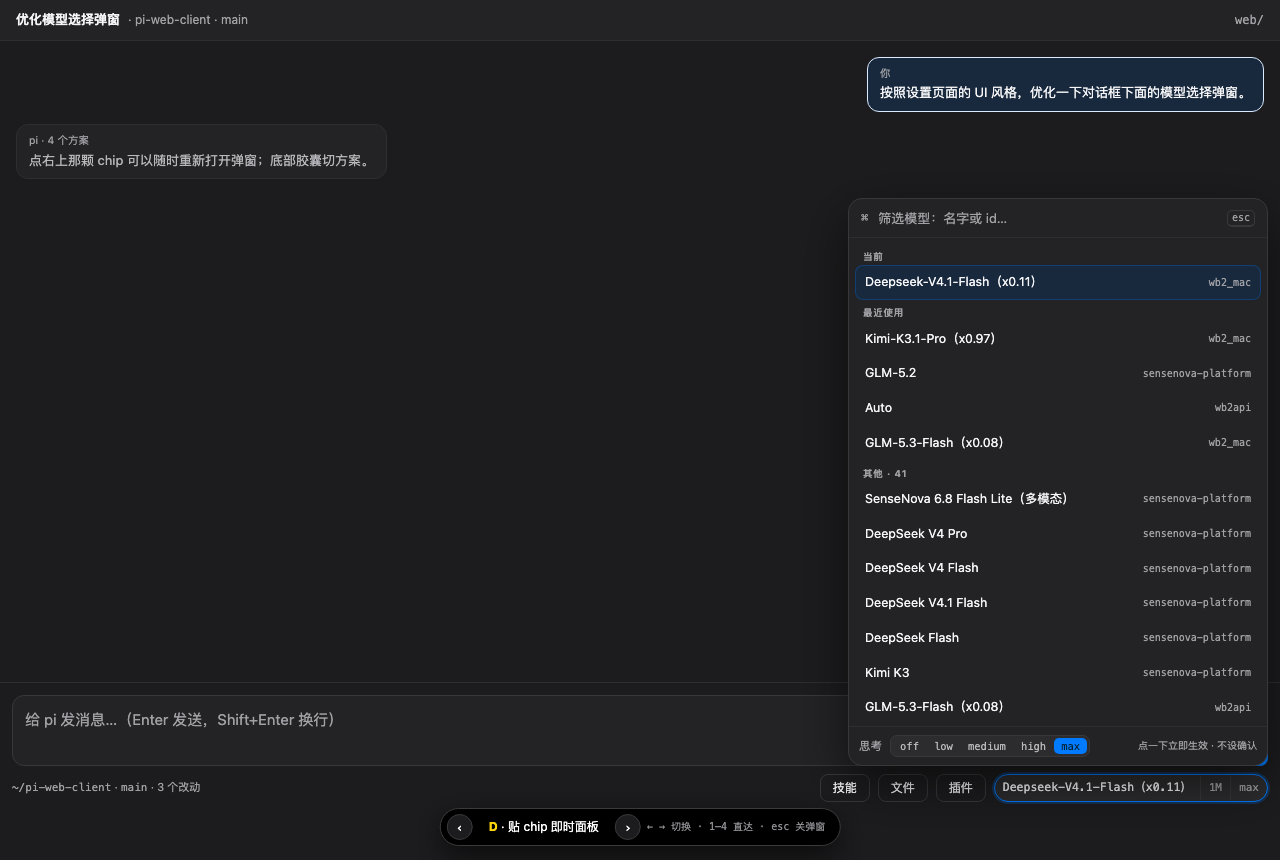 优化模型选择弹窗 · pi-web-client · main
web/
你
按照设置页面的 UI 风格，优化一下对话框下面的模型选择弹窗。
pi · 4 个方案
点右上那颗 chip 可以随时重新打开弹窗；底部胶囊切方案。
⌘ 筛选模型：名字或 id… esc
当前
Deepseek-V4.1-Flash（x0.11） wb2_mac
最近使用
Kimi-K3.1-Pro（x0.97） wb2_mac
GLM-5.2 sensenova-platform
Auto wb2api
GLM-5.3-Flash（x0.08） wb2_mac
其他 · 41
SenseNova 6.8 Flash Lite（多模态） sensenova-platform
DeepSeek V4 Pro sensenova-platform
DeepSeek V4 Flash sensenova-platform
DeepSeek V4.1 Flash sensenova-platform
DeepSeek Flash sensenova-platform
Kimi K3 sensenova-platform
GLM-5.3-Flash（x0.08） wb2api
思考 off low medium high max 点一下立即生效 · 不设确认
给 pi 发消息…（Enter 发送，Shift+Enter 换行）
~/pi-web-client · main · 3 个改动
技能 文件 插件 Deepseek-V4.1-Flash（x0.11） 1M max
‹ D · 贴 chip 即时面板 › ← → 切换 · 1–4 直达 · esc 关弹窗